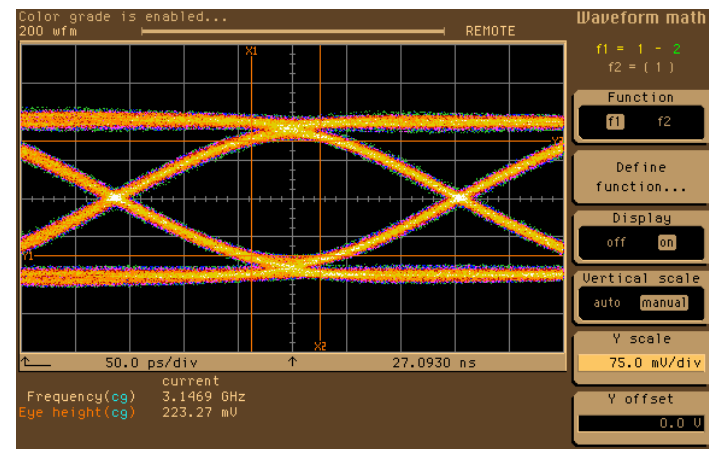 Color grade is enabled...
200 wfm
REMOTE
Waveform math
f1 = 1 - 2
f2 = ( 1 )
X1
Function
f1 f2
Define
function...
Display
off on
Y1
Vertical scale
auto manual
X2
Y scale
50.0 ps/div
27.0930 ns
75.0 mV/div
current
Frequency(cg) 3.1469 GHz
Eye height(cg) 223.27 mV
Y offset
0.0 V